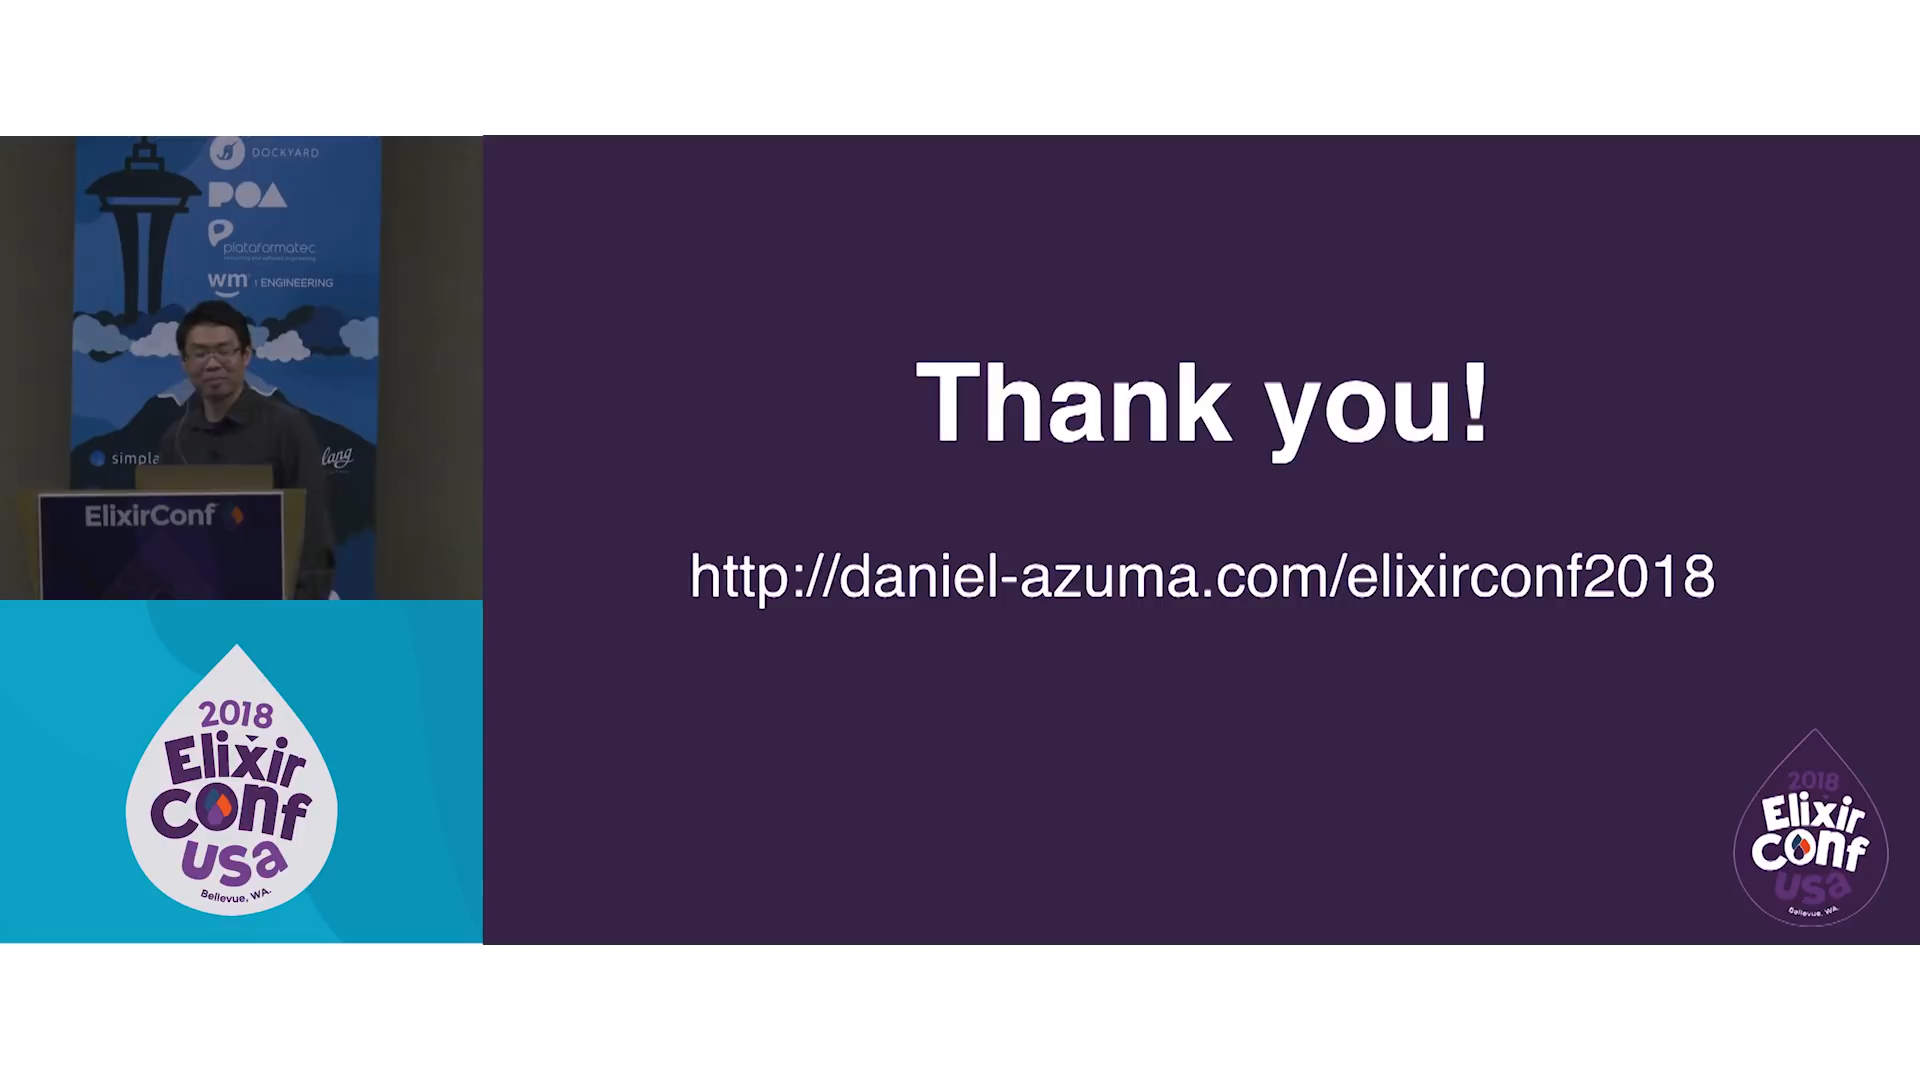 DOCKYARD
POA
plataformatec
wm ENGINEERING
simpla
lang
ElixirConf
2018
Elixir
Conf
USA
Bellevue, WA.
Thank you!
http://daniel-azuma.com/elixirconf2018
2018
Elixir
Conf
USA
Bellevue, WA.